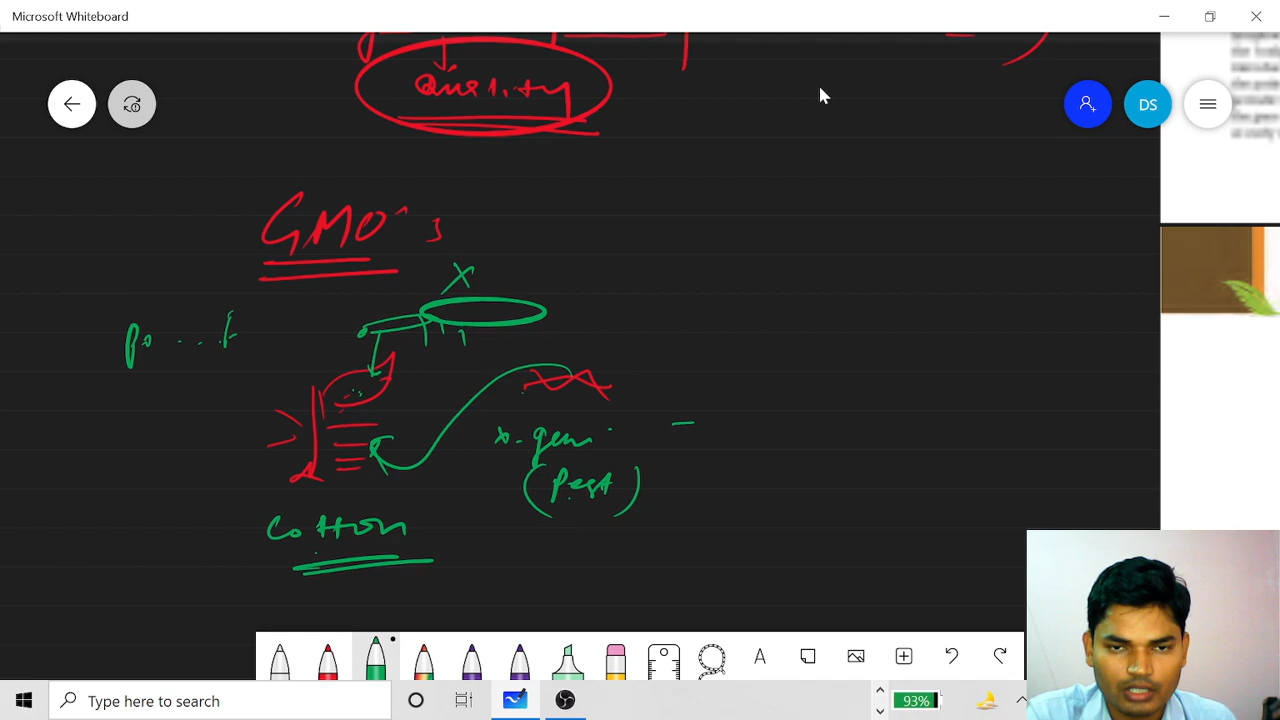 Microsoft Whiteboard
Quality
DS
GMO's
X
x-gen
(Pest)
Cotton
A
Type here to search
93%